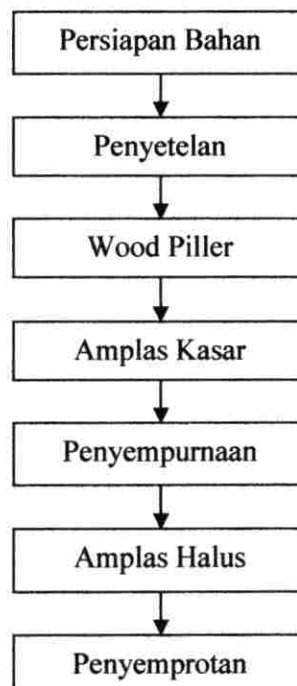 Persiapan Bahan
Penyetelan
Wood Piller
Amplas Kasar
Penyempurnaan
Amplas Halus
Penyemprotan